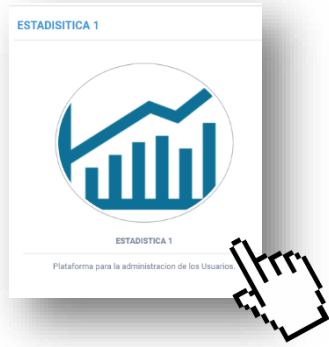 ESTADISITICA 1
ESTADISTICA 1
Plataforma para la administracion de los Usuarios.